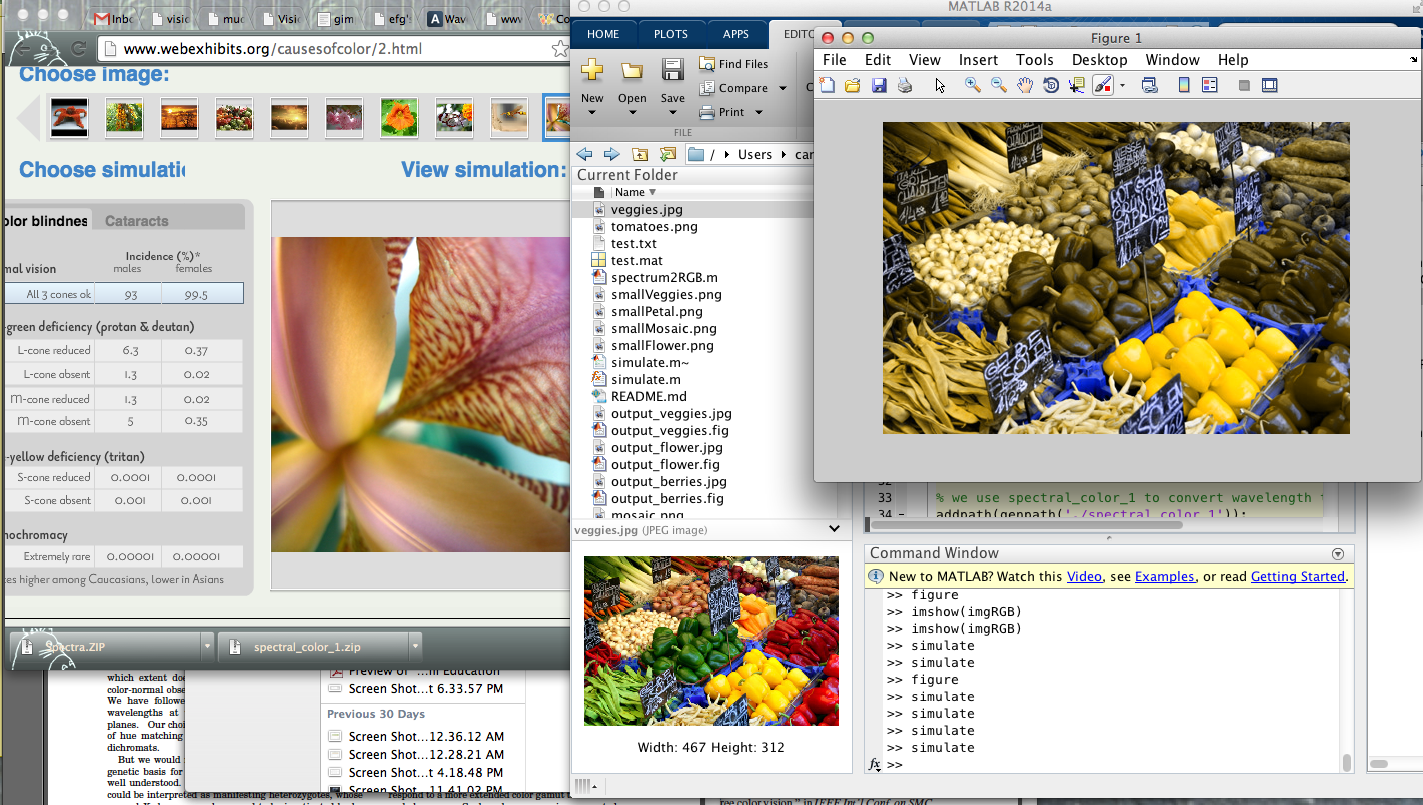 Inbo
visio
muc
Visio
gim
efg's
Wav
www
Co
www.webexhibits.org/causesofcolor/2.html
Choose image:
Choose simulati
View simulation:
olor blindnes
Cataracts
Incidence (%)*
mal vision
males
females
All 3 cones ok
93
99.5
-green deficiency (protan & deutan)
L-cone reduced
6.3
0.37
L-cone absent
1.3
0.02
M-cone reduced
1.3
0.02
M-cone absent
5
0.35
-yellow deficiency (tritan)
S-cone reduced
0.0001
0.0001
S-cone absent
0.001
0.001
nochromacy
Extremely rare
0.00001
0.00001
tes higher among Caucasians, lower in Asians
spectra.ZIP
spectral_color_1.zip
which extent do
color-normal obse
We have followe
wavelengths at
planes. Our choi
of hue matching
dichromats.
But we would
genetic basis for
well understood.
could be interpreted as manifesting heterozygotes, whose
respond to a more extended color gamut
ree color vision," in IEEE Int'l Conf. on SMC
Preview of ...m Education
Screen Shot...t 6.33.57 PM
Previous 30 Days
Screen Shot...12.36.12 AM
Screen Shot...12.28.21 AM
Screen Shot...t 4.18.48 PM
Screen Shot...11.41.02 PM
MATLAB R2014a
HOME
PLOTS
APPS
EDITO
New
Open
Save
Find Files
Compare
Print
FILE
/
Users
car
Current Folder
Name
veggies.jpg
tomatoes.png
test.txt
test.mat
spectrum2RGB.m
smallVeggies.png
smallPetal.png
smallMosaic.png
smallFlower.png
simulate.m~
simulate.m
README.md
output_veggies.jpg
output_veggies.fig
output_flower.jpg
output_flower.fig
output_berries.jpg
output_berries.fig
mosaic.png
veggies.jpg (JPEG image)
Width: 467 Height: 312
Figure 1
File Edit View Insert Tools Desktop Window Help
32
33 % we use spectral_color_1 to convert wavelength
34 addpath(genpath('./spectral_color_1'));
Command Window
New to MATLAB? Watch this Video, see Examples, or read Getting Started.
>> figure
>> imshow(imgRGB)
>> imshow(imgRGB)
>> simulate
>> simulate
>> figure
>> simulate
>> simulate
>> simulate
>> simulate
fx >>